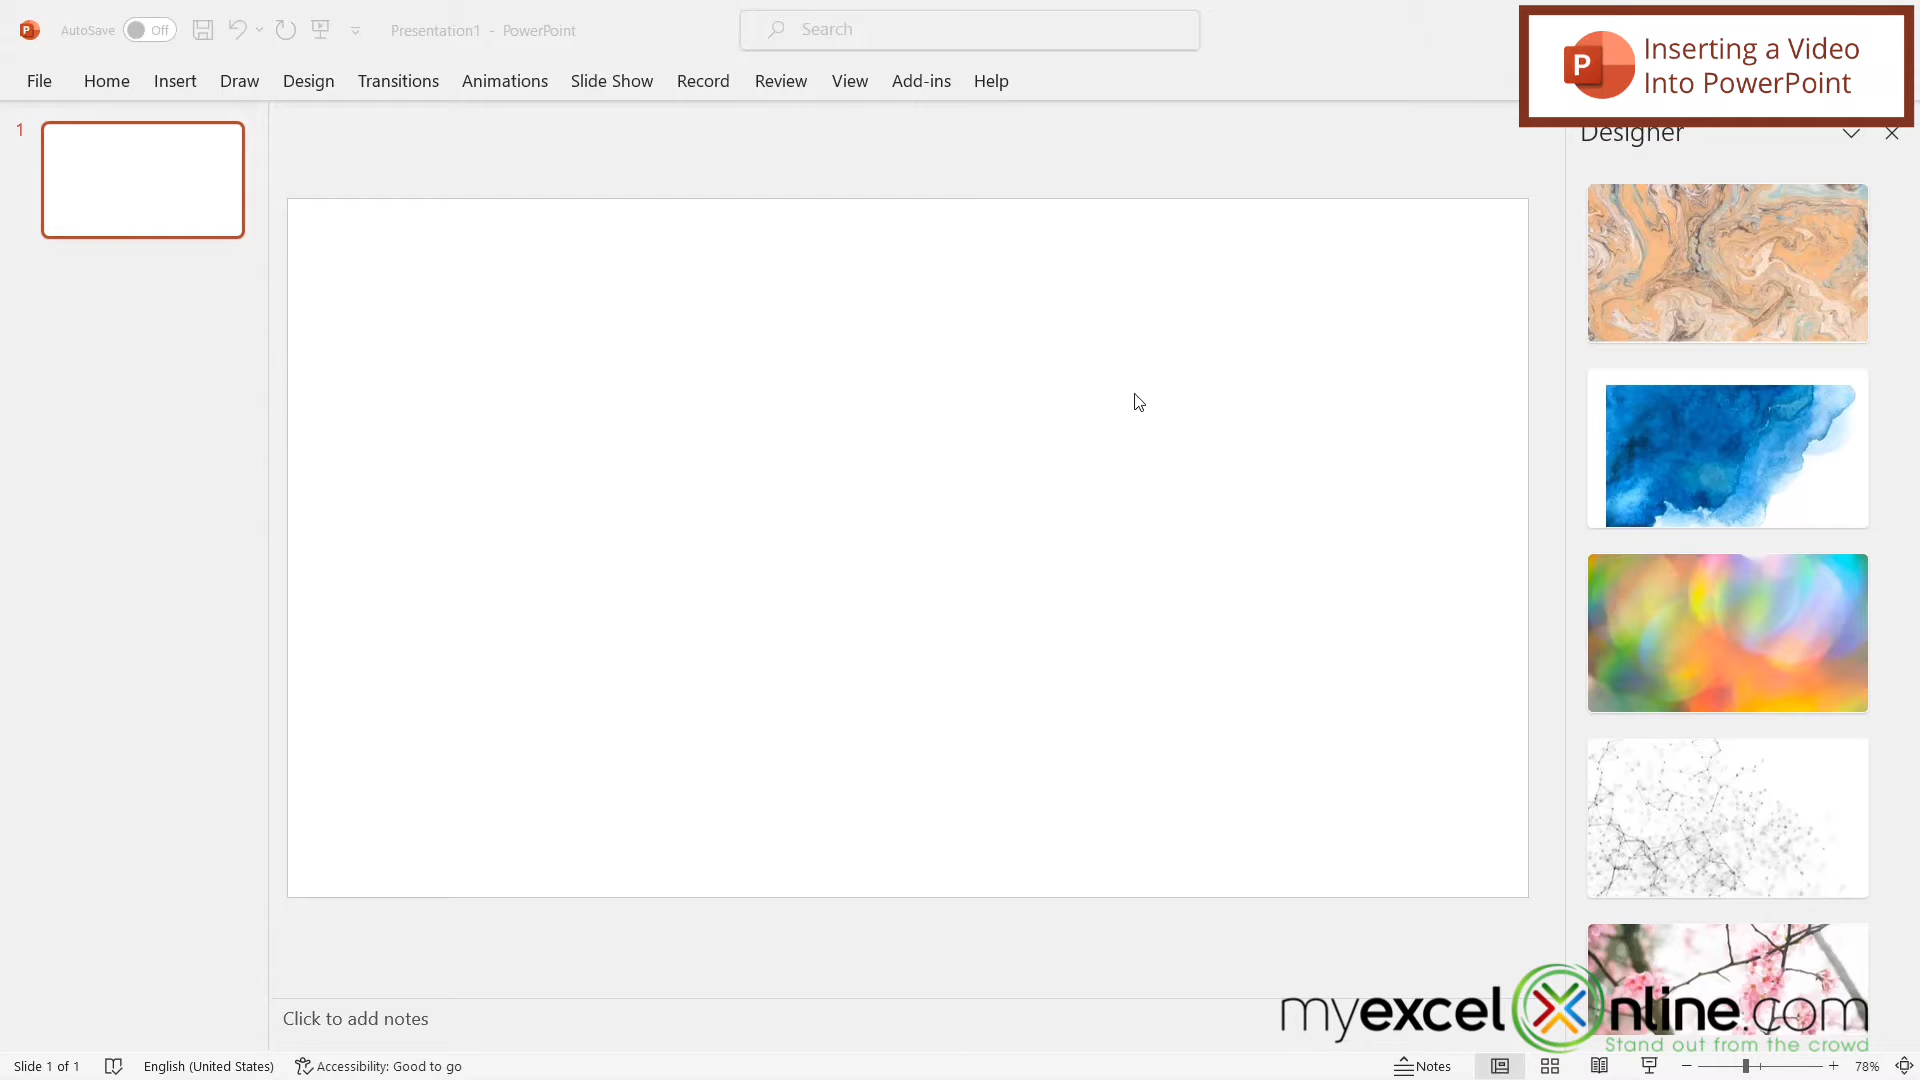 AutoSave Off Presentation1 - PowerPoint Search
Inserting a Video
Into PowerPoint
File Home Insert Draw Design Transitions Animations Slide Show Record Review View Add-ins Help
Designer
1
Click to add notes
myexcelonline.com
Stand out from the crowd
Slide 1 of 1 English (United States) Accessibility: Good to go Notes 78%